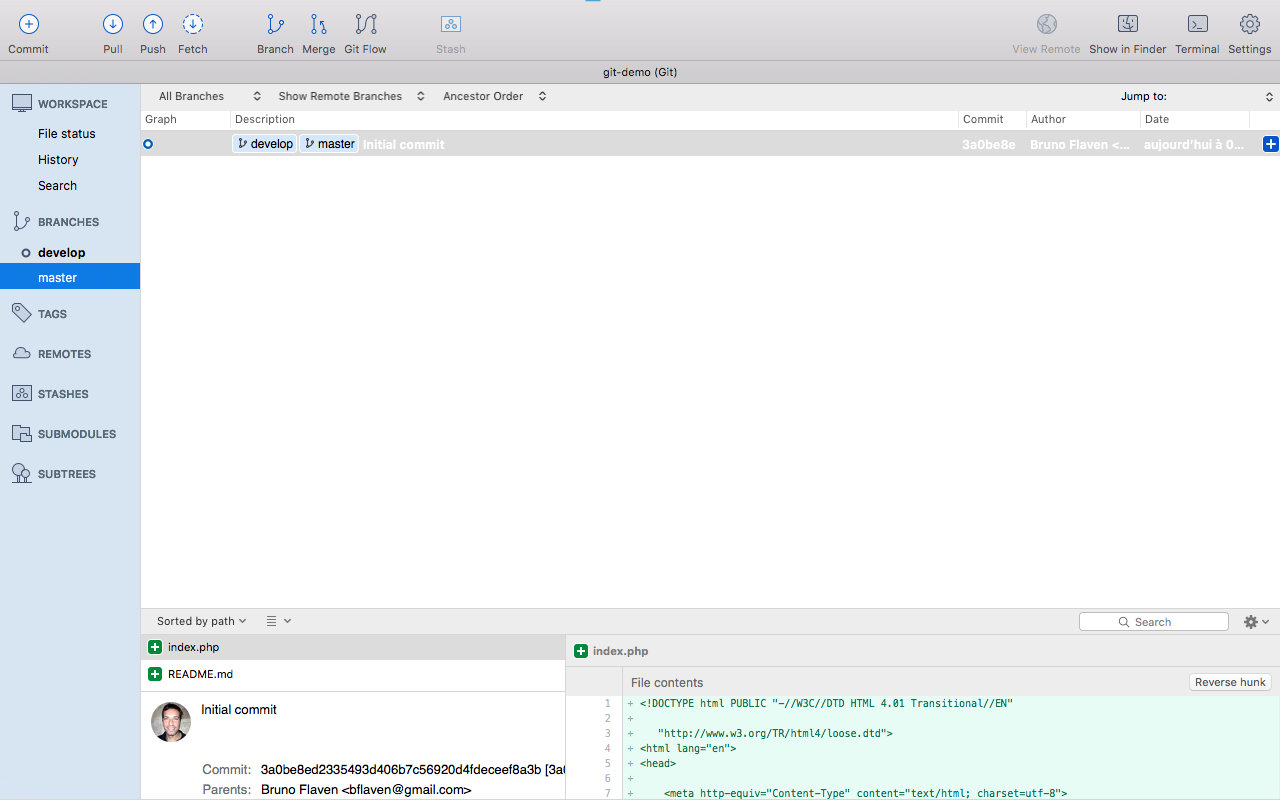 Commit Pull Push Fetch Branch Merge Git Flow Stash View Remote Show in Finder Terminal Settings
git-demo (Git)
WORKSPACE
File status
History
Search
BRANCHES
develop
master
TAGS
REMOTES
STASHES
SUBMODULES
SUBTREES
All Branches Show Remote Branches Ancestor Order Jump to:
Graph Description Commit Author Date
develop master Initial commit 3a0be8e Bruno Flaven <... aujourd'hui à 0...
Sorted by path Search
index.php
README.md
Initial commit
Commit: 3a0be8ed2335493d406b7c56920d4fdeceef8a3b [3a0
Parents: Bruno Flaven <bflaven@gmail.com>
index.php
File contents Reverse hunk
1 + <!DOCTYPE html PUBLIC "-//W3C//DTD HTML 4.01 Transitional//EN"
2 +
3 + "http://www.w3.org/TR/html4/loose.dtd">
4 + <html lang="en">
5 + <head>
6 +
7 + <meta http-equiv="Content-Type" content="text/html; charset=utf-8">